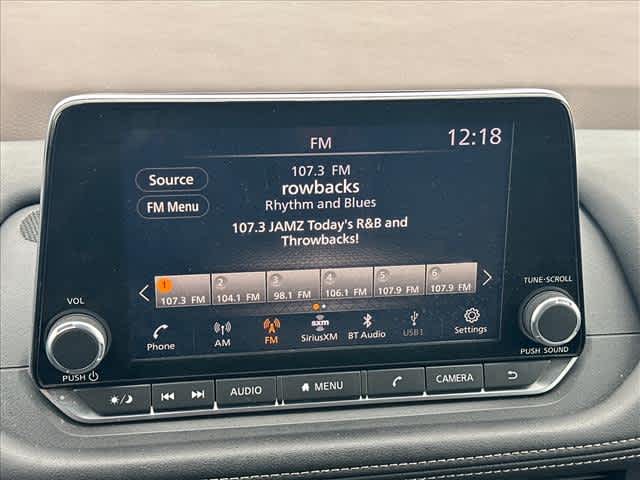 FM 12:18
107.3 FM
Source
rowbacks
FM Menu
Rhythm and Blues
107.3 JAMZ Today's R&B and
Throwbacks!
1 2 3 4 5 6
107.3 FM 104.1 FM 98.1 FM 106.1 FM 107.9 FM 107.9 FM
Phone AM FM sxm SiriusXM BT Audio USB1 Settings
VOL
PUSH
TUNE·SCROLL
PUSH SOUND
AUDIO MENU CAMERA